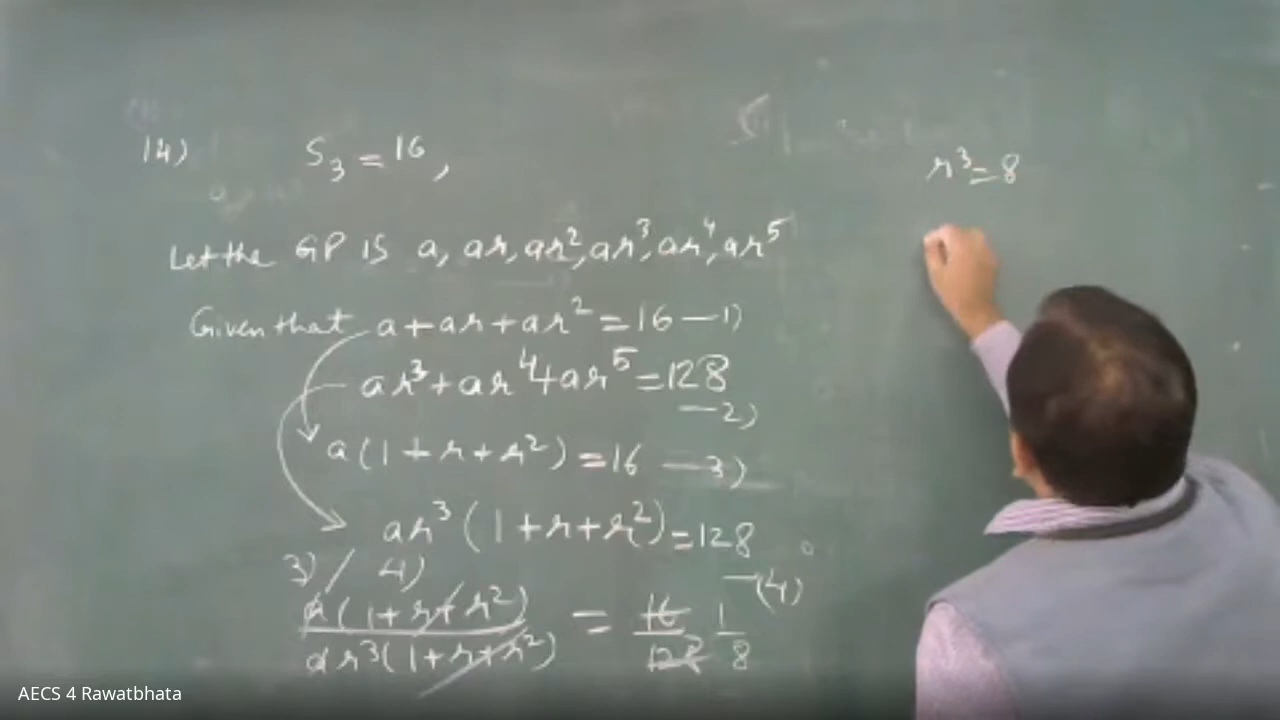 14) S₃ = 16,
Let the GP is a, ar, ar², ar³, ar⁴, ar⁵
Given that a + ar + ar² = 16 — 1)
ar³ + ar⁴ + ar⁵ = 128
— 2)
a(1 + r + r²) = 16 — 3)
ar³(1 + r + r²) = 128
— (4)
3) / 4)
a(1 + r + r²) = 16 1
ar³(1 + r + r²) 128 8
r³ = 8
AECS 4 Rawatbhata